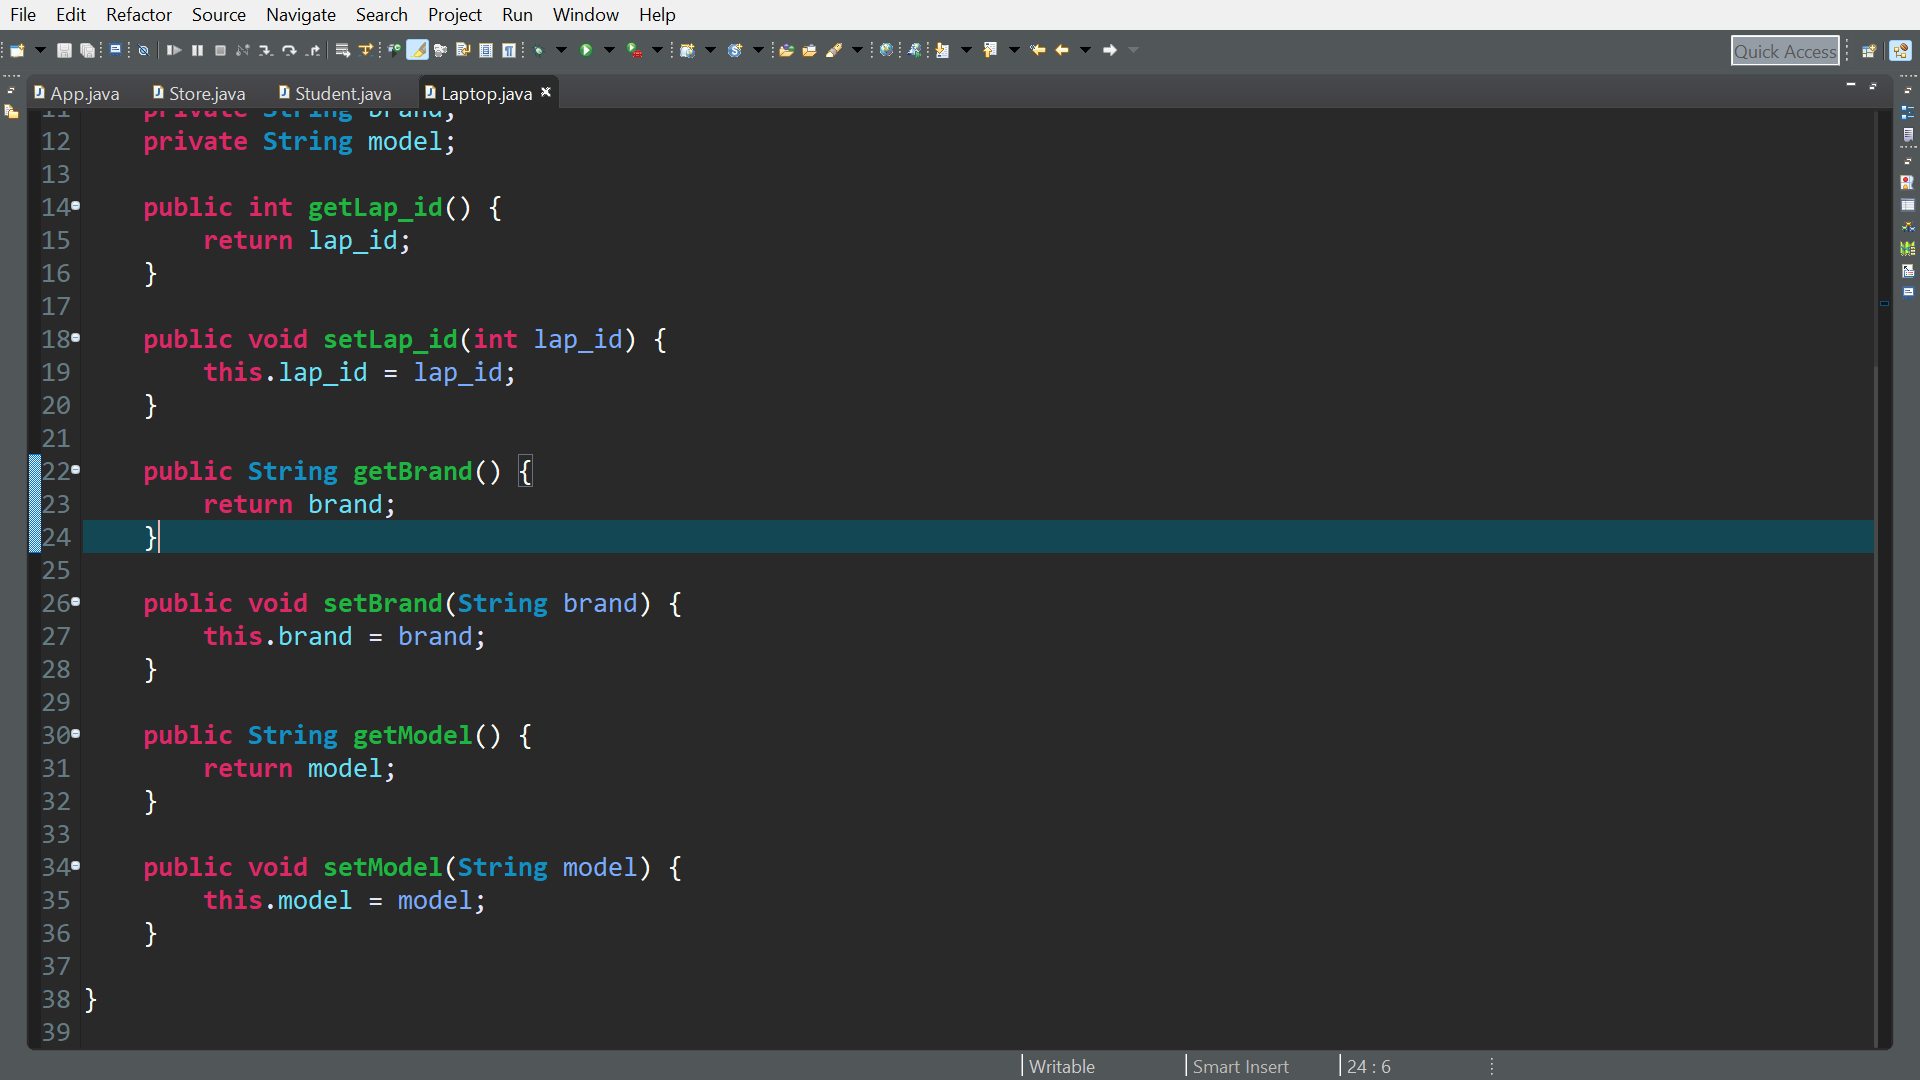 File Edit Refactor Source Navigate Search Project Run Window Help
Quick Access
App.java Store.java Student.java Laptop.java
11 private String brand;
12 private String model;
13
14 public int getLap_id() {
15 return lap_id;
16 }
17
18 public void setLap_id(int lap_id) {
19 this.lap_id = lap_id;
20 }
21
22 public String getBrand() {
23 return brand;
24 }
25
26 public void setBrand(String brand) {
27 this.brand = brand;
28 }
29
30 public String getModel() {
31 return model;
32 }
33
34 public void setModel(String model) {
35 this.model = model;
36 }
37
38 }
39
Writable Smart Insert 24 : 6